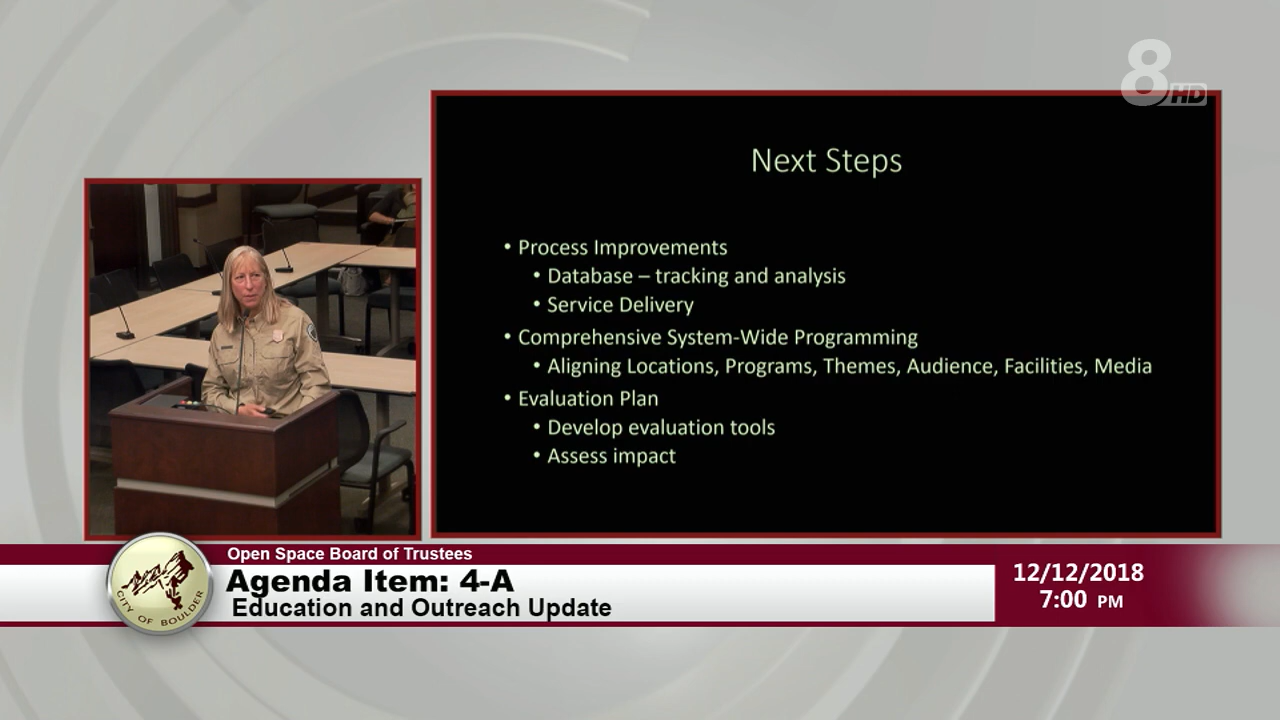 8
HD
Next Steps
• Process Improvements
• Database – tracking and analysis
• Service Delivery
• Comprehensive System-Wide Programming
• Aligning Locations, Programs, Themes, Audience, Facilities, Media
• Evaluation Plan
• Develop evaluation tools
• Assess impact
Open Space Board of Trustees
Agenda Item: 4-A
Education and Outreach Update
CITY OF BOULDER
12/12/2018
7:00 PM